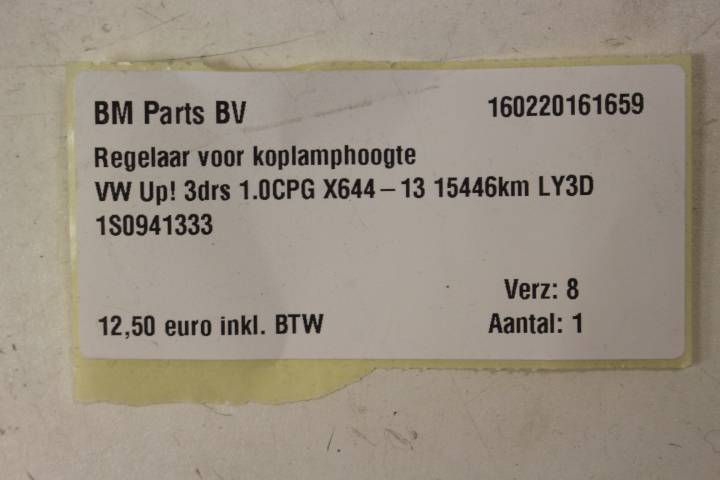 BM Parts BV 160220161659
Regelaar voor koplamphoogte
VW Up! 3drs 1.0CPG X644-13 15446km LY3D
1S0941333
Verz: 8
12,50 euro inkl. BTW Aantal: 1